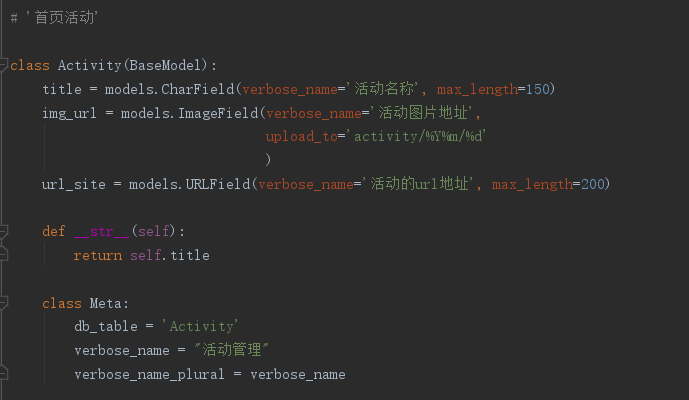 # '首页活动'
class Activity(BaseModel):
    title = models.CharField(verbose_name='活动名称', max_length=150)
    img_url = models.ImageField(verbose_name='活动图片地址',
                                upload_to='activity/%Y%m/%d'
                                )
    url_site = models.URLField(verbose_name='活动的url地址', max_length=200)
    def __str__(self):
        return self.title
    class Meta:
        db_table = 'Activity'
        verbose_name = "活动管理"
        verbose_name_plural = verbose_name